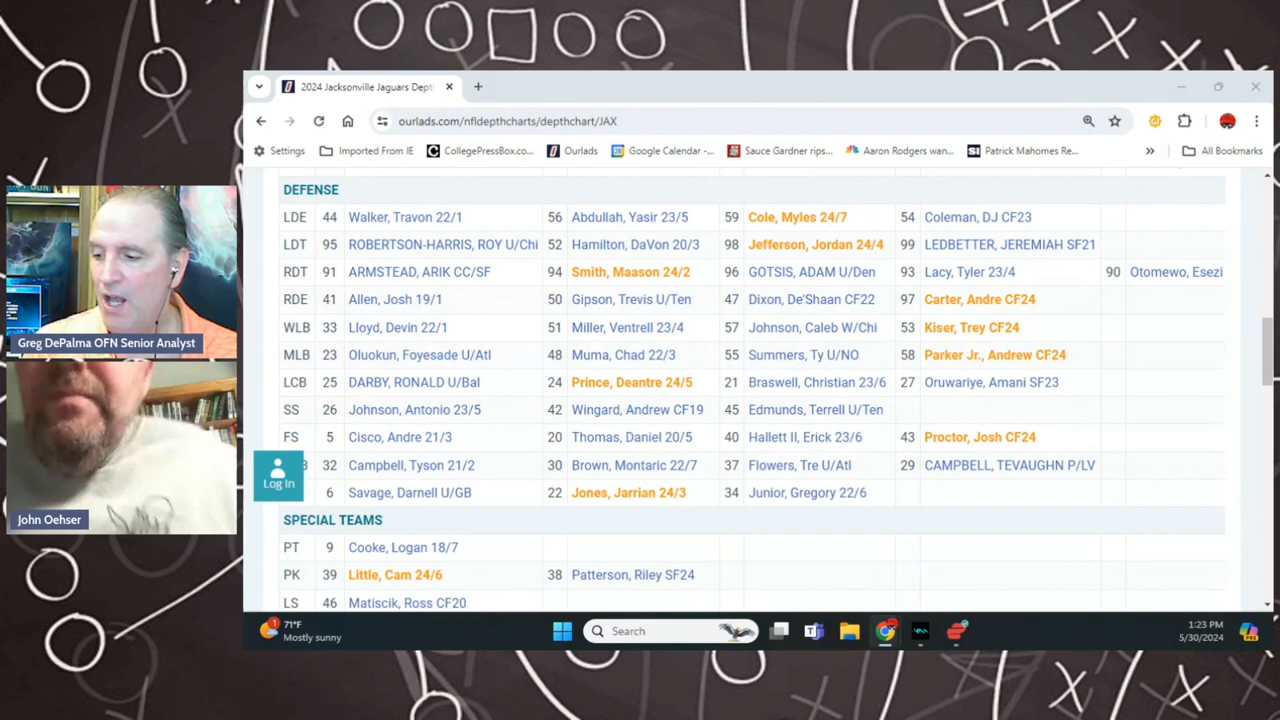 2024 Jacksonville Jaguars Dept
ourlads.com/nfldepthcharts/depthchart/JAX
Settings Imported From IE CollegePressBox.co... Ourlads Google Calendar -... Sauce Gardner rips... Aaron Rodgers wan... Patrick Mahomes Re... » All Bookmarks
DEFENSE
LDE 44 Walker, Travon 22/1 56 Abdullah, Yasir 23/5 59 Cole, Myles 24/7 54 Coleman, DJ CF23
LDT 95 ROBERTSON-HARRIS, ROY U/Chi 52 Hamilton, DaVon 20/3 98 Jefferson, Jordan 24/4 99 LEDBETTER, JEREMIAH SF21
RDT 91 ARMSTEAD, ARIK CC/SF 94 Smith, Maason 24/2 96 GOTSIS, ADAM U/Den 93 Lacy, Tyler 23/4 90 Otomewo, Esezi
RDE 41 Allen, Josh 19/1 50 Gipson, Trevis U/Ten 47 Dixon, De'Shaan CF22 97 Carter, Andre CF24
WLB 33 Lloyd, Devin 22/1 51 Miller, Ventrell 23/4 57 Johnson, Caleb W/Chi 53 Kiser, Trey CF24
MLB 23 Oluokun, Foyesade U/Atl 48 Muma, Chad 22/3 55 Summers, Ty U/NO 58 Parker Jr., Andrew CF24
LCB 25 DARBY, RONALD U/Bal 24 Prince, Deantre 24/5 21 Braswell, Christian 23/6 27 Oruwariye, Amani SF23
SS 26 Johnson, Antonio 23/5 42 Wingard, Andrew CF19 45 Edmunds, Terrell U/Ten
FS 5 Cisco, Andre 21/3 20 Thomas, Daniel 20/5 40 Hallett II, Erick 23/6 43 Proctor, Josh CF24
32 Campbell, Tyson 21/2 30 Brown, Montaric 22/7 37 Flowers, Tre U/Atl 29 CAMPBELL, TEVAUGHN P/LV
6 Savage, Darnell U/GB 22 Jones, Jarrian 24/3 34 Junior, Gregory 22/6
Log In
SPECIAL TEAMS
PT 9 Cooke, Logan 18/7
PK 39 Little, Cam 24/6 38 Patterson, Riley SF24
LS 46 Matiscik, Ross CF20
Greg DePalma OFN Senior Analyst
John Oehser
1 71°F
Mostly sunny
Search
1:23 PM
5/30/2024